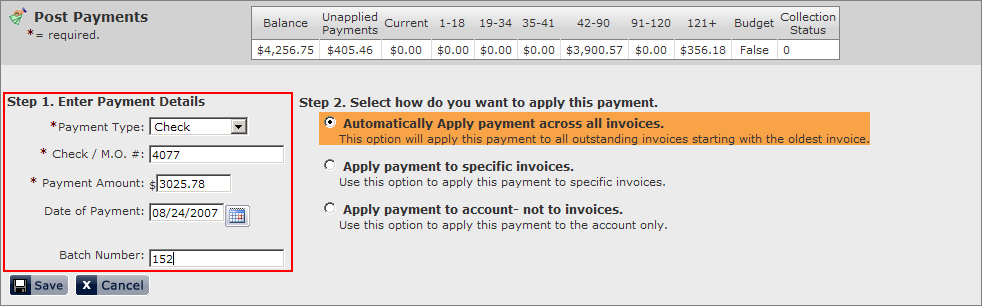 Post Payments
*= required.
Balance Unapplied Payments Current 1-18 19-34 35-41 42-90 91-120 121+ Budget Collection Status
$4,256.75 $405.46 $0.00 $0.00 $0.00 $0.00 $3,900.57 $0.00 $356.18 False 0
Step 1. Enter Payment Details
*Payment Type: Check
* Check / M.O. #: 4077
* Payment Amount: $3025.78
Date of Payment: 08/24/2007
Batch Number: 152
Save X Cancel
Step 2. Select how do you want to apply this payment.
Automatically Apply payment across all invoices.
This option will apply this payment to all outstanding invoices starting with the oldest invoice.
Apply payment to specific invoices.
Use this option to apply this payment to specific invoices.
Apply payment to account- not to invoices.
Use this option to apply this payment to the account only.